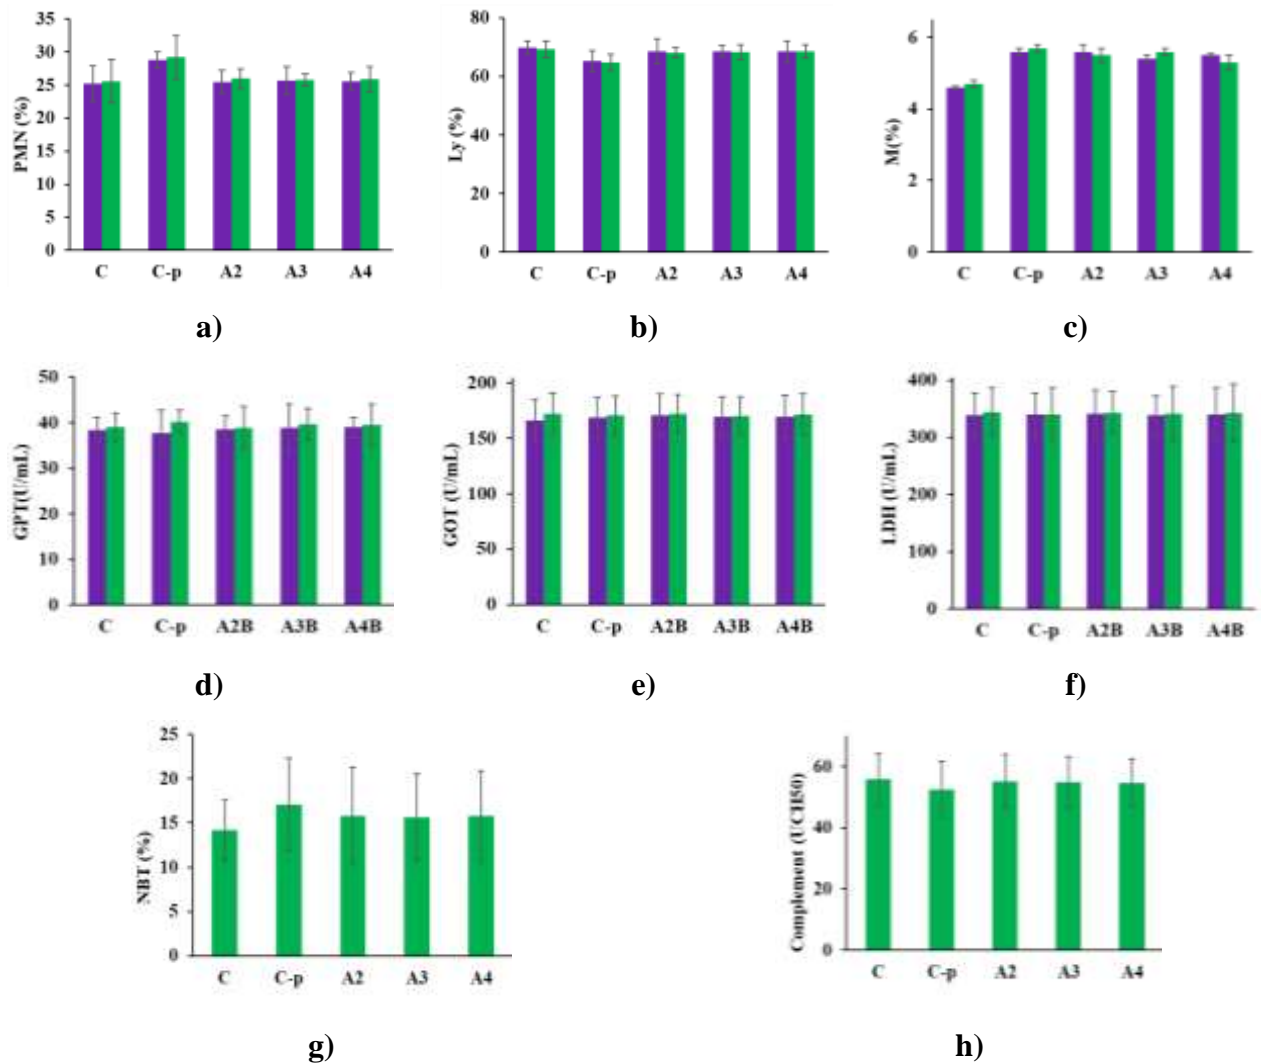 PMN (%)
35
30
25
20
15
10
5
0
C C-p A2 A3 A4
a)
Ly (%)
80
60
40
20
0
C C-p A2 A3 A4
b)
M(%)
6
4
2
0
C C-p A2 A3 A4
c)
GPT(U/mL)
50
40
30
20
10
0
C C-p A2B A3B A4B
d)
GOT (U/mL)
200
150
100
50
0
C C-p A2B A3B A4B
e)
LDH (U/mL)
400
300
200
100
0
C C-p A2B A3B A4B
f)
NBT (%)
25
20
15
10
5
0
C C-p A2 A3 A4
g)
Complement (UCH50)
60
40
20
0
C C-p A2 A3 A4
h)